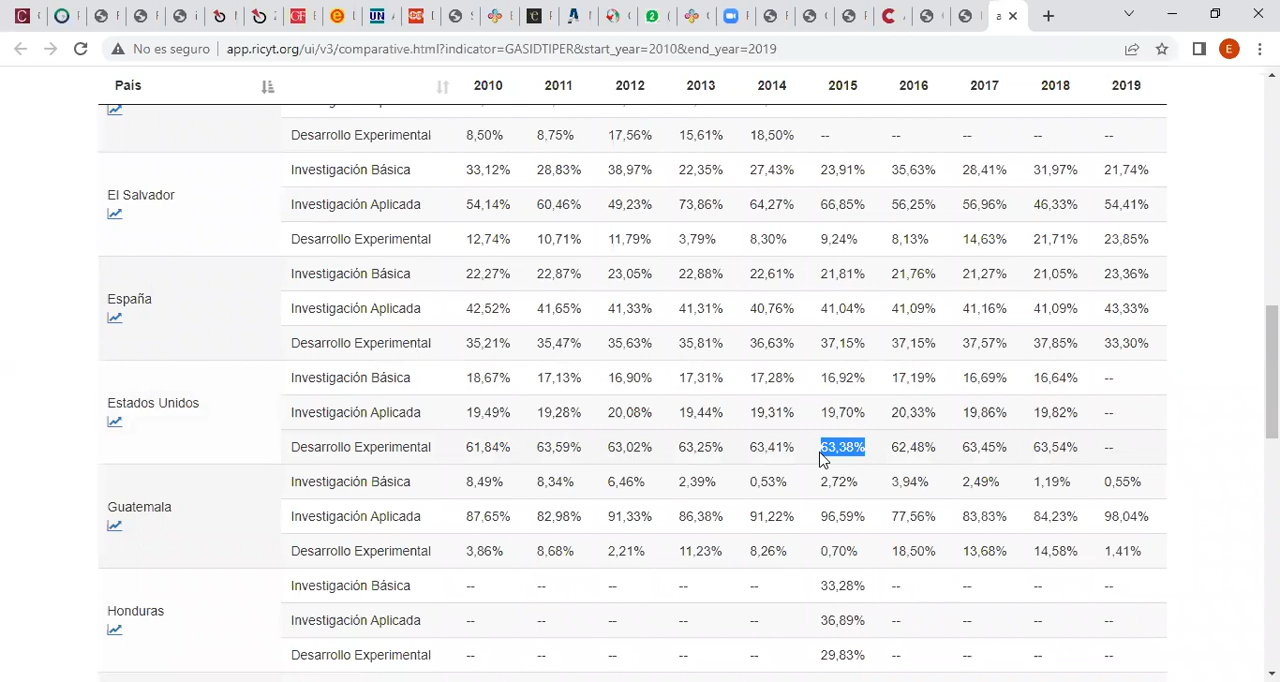 No es seguro app.ricyt.org/ui/v3/comparative.html?indicator=GASIDTIPER&start_year=2010&end_year=2019 E
País 2010 2011 2012 2013 2014 2015 2016 2017 2018 2019
Desarrollo Experimental 8,50% 8,75% 17,56% 15,61% 18,50% -- -- -- -- --
Investigación Básica 33,12% 28,83% 38,97% 22,35% 27,43% 23,91% 35,63% 28,41% 31,97% 21,74%
El Salvador
Investigación Aplicada 54,14% 60,46% 49,23% 73,86% 64,27% 66,85% 56,25% 56,96% 46,33% 54,41%
Desarrollo Experimental 12,74% 10,71% 11,79% 3,79% 8,30% 9,24% 8,13% 14,63% 21,71% 23,85%
Investigación Básica 22,27% 22,87% 23,05% 22,88% 22,61% 21,81% 21,76% 21,27% 21,05% 23,36%
España
Investigación Aplicada 42,52% 41,65% 41,33% 41,31% 40,76% 41,04% 41,09% 41,16% 41,09% 43,33%
Desarrollo Experimental 35,21% 35,47% 35,63% 35,81% 36,63% 37,15% 37,15% 37,57% 37,85% 33,30%
Investigación Básica 18,67% 17,13% 16,90% 17,31% 17,28% 16,92% 17,19% 16,69% 16,64% --
Estados Unidos
Investigación Aplicada 19,49% 19,28% 20,08% 19,44% 19,31% 19,70% 20,33% 19,86% 19,82% --
Desarrollo Experimental 61,84% 63,59% 63,02% 63,25% 63,41% 63,38% 62,48% 63,45% 63,54% --
Investigación Básica 8,49% 8,34% 6,46% 2,39% 0,53% 2,72% 3,94% 2,49% 1,19% 0,55%
Guatemala
Investigación Aplicada 87,65% 82,98% 91,33% 86,38% 91,22% 96,59% 77,56% 83,83% 84,23% 98,04%
Desarrollo Experimental 3,86% 8,68% 2,21% 11,23% 8,26% 0,70% 18,50% 13,68% 14,58% 1,41%
Investigación Básica -- -- -- -- -- 33,28% -- -- -- --
Honduras
Investigación Aplicada -- -- -- -- -- 36,89% -- -- -- --
Desarrollo Experimental -- -- -- -- -- 29,83% -- -- -- --